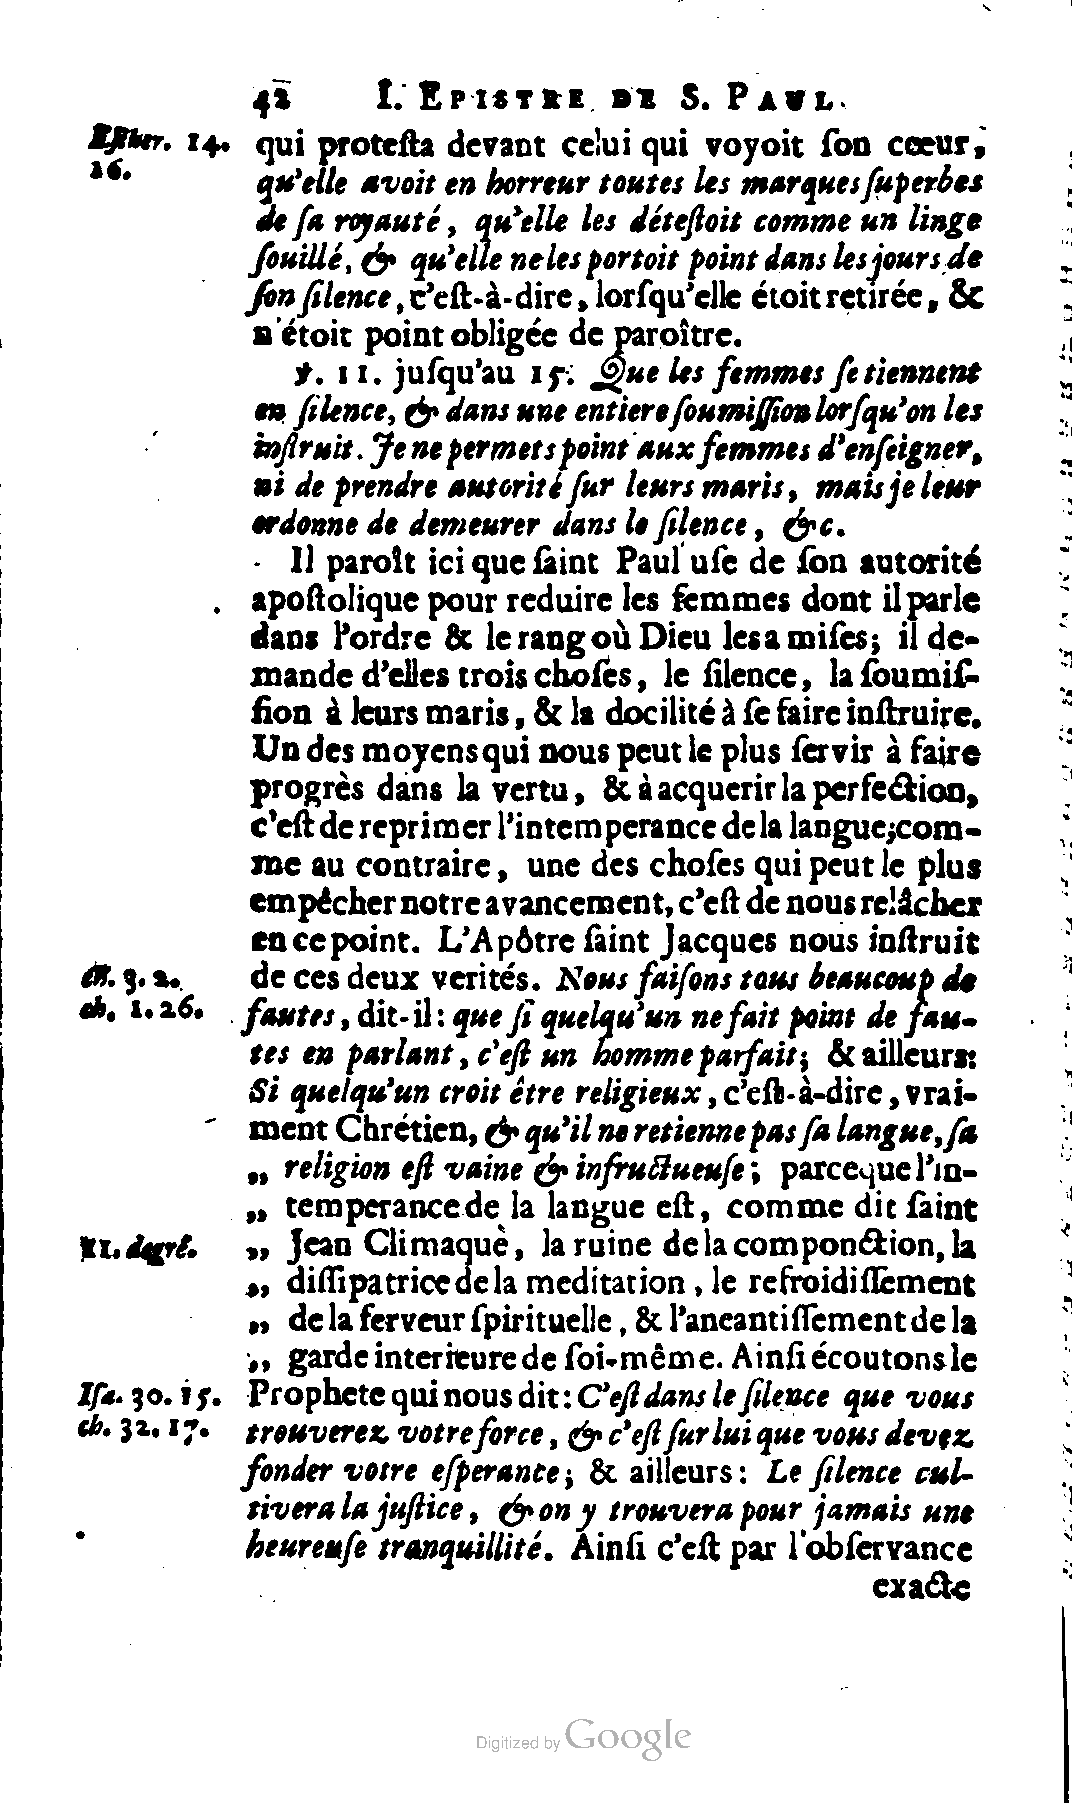 42 I. EPISTRE DE S. PAUL.
Esther. 14. qui protesta devant celui qui voyoit ſon cœur,
16. qu'elle avoit en horreur toutes les marques ſuperbes
de ſa royauté, qu'elle les déteſtoit comme un linge
ſouillé, & qu'elle ne les portoit point dans les jours de
ſon ſilence, c'eſt-à-dire, lorſqu'elle étoit retirée, &
n'étoit point obligée de paroître.
℣. 11. juſqu'au 15. Que les femmes ſe tiennent
en ſilence, & dans une entiere ſoumiſſion lorſqu'on les
inſtruit. Je ne permets point aux femmes d'enſeigner,
ni de prendre autorité ſur leurs maris, mais je leur
ordonne de demeurer dans le ſilence, &c.
Il paroît ici que ſaint Paul uſe de ſon autorité
apoſtolique pour reduire les femmes dont il parle
dans l'ordre & le rang où Dieu les a miſes; il de-
mande d'elles trois choſes, le ſilence, la ſoumiſ-
ſion à leurs maris, & la docilité à ſe faire inſtruire.
Un des moyens qui nous peut le plus ſervir à faire
progrès dans la vertu, & à acquerir la perfection,
c'eſt de reprimer l'intemperance de la langue; com-
me au contraire, une des choſes qui peut le plus
empêcher notre avancement, c'eſt de nous relâcher
en ce point. L'Apôtre ſaint Jacques nous inſtruit
ch. 3. 2. de ces deux verités. Nous faiſons tous beaucoup de
ch. 1. 26. fautes, dit-il: que ſi quelqu'un ne fait point de fau-
tes en parlant, c'eſt un homme parfait; & ailleurs:
Si quelqu'un croit être religieux, c'eſt-à-dire, vrai-
ment Chrétien, & qu'il ne retienne pas ſa langue, ſa
„ religion eſt vaine & infructueuſe; parceque l'in-
„ temperance de la langue eſt, comme dit ſaint
II. degré. „ Jean Climaquè, la ruine de la componction, la
„ diſſipatrice de la meditation, le refroidiſſement
„ de la ferveur ſpirituelle, & l'aneantiſſement de la
„ garde interieure de ſoi-même. Ainſi écoutons le
Iſa. 30. 15. Prophete qui nous dit: C'eſt dans le ſilence que vous
ch. 32. 17. trouverez votre force, & c'eſt ſur lui que vous devez
fonder votre eſperance; & ailleurs: Le ſilence cul-
tivera la juſtice, & on y trouvera pour jamais une
heureuſe tranquillité. Ainſi c'eſt par l'obſervance
exacte
Digitized by Google